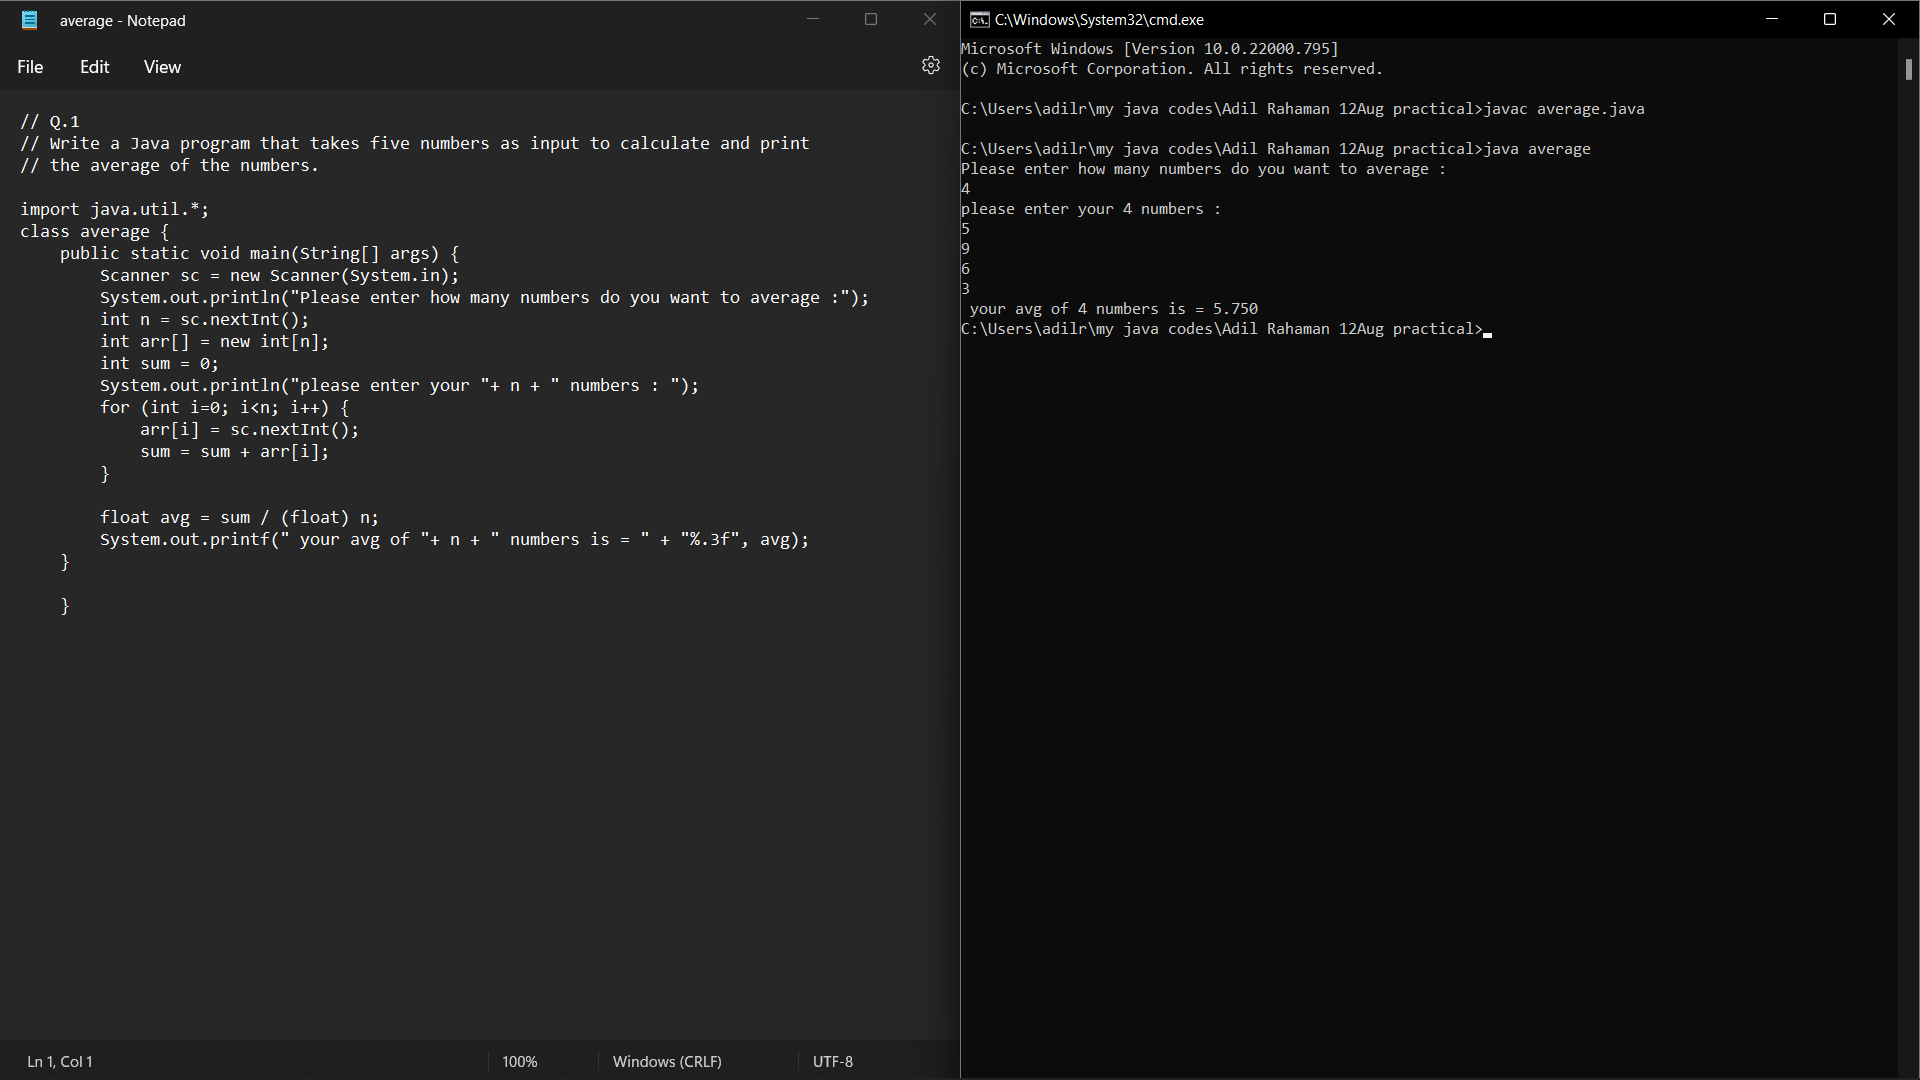 average - Notepad
File Edit View
// Q.1
// Write a Java program that takes five numbers as input to calculate and print
// the average of the numbers.
import java.util.*;
class average {
    public static void main(String[] args) {
        Scanner sc = new Scanner(System.in);
        System.out.println("Please enter how many numbers do you want to average :");
        int n = sc.nextInt();
        int arr[] = new int[n];
        int sum = 0;
        System.out.println("please enter your "+ n + " numbers : ");
        for (int i=0; i<n; i++) {
            arr[i] = sc.nextInt();
            sum = sum + arr[i];
        }
        float avg = sum / (float) n;
        System.out.printf(" your avg of "+ n + " numbers is = " + "%.3f", avg);
    }
    }
Ln 1, Col 1 100% Windows (CRLF) UTF-8
C:\Windows\System32\cmd.exe
Microsoft Windows [Version 10.0.22000.795]
(c) Microsoft Corporation. All rights reserved.
C:\Users\adilr\my java codes\Adil Rahaman 12Aug practical>javac average.java
C:\Users\adilr\my java codes\Adil Rahaman 12Aug practical>java average
Please enter how many numbers do you want to average :
4
please enter your 4 numbers :
5
9
6
3
 your avg of 4 numbers is = 5.750
C:\Users\adilr\my java codes\Adil Rahaman 12Aug practical>